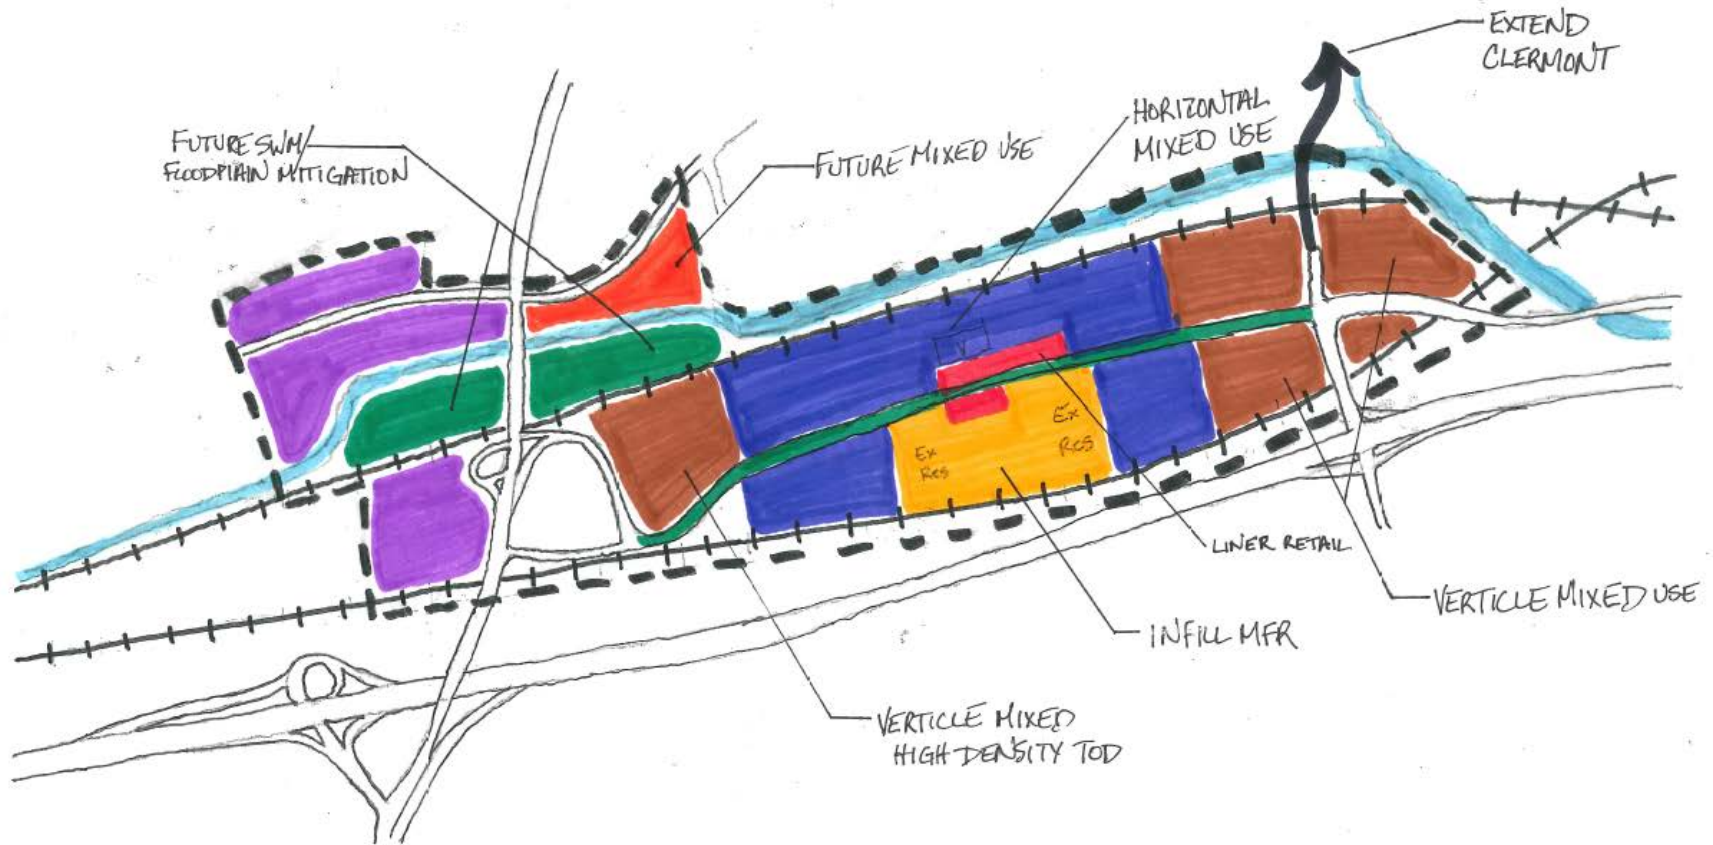 EXTEND
CLERMONT
HORIZONTAL
MIXED USE
FUTURE SWM/
FLOODPLAIN MITIGATION
FUTURE MIXED USE
V
Ex
Res
Ex
Res
LINER RETAIL
VERTICLE MIXED USE
INFILL MFR
VERTICLE MIXED
HIGH DENSITY TOD